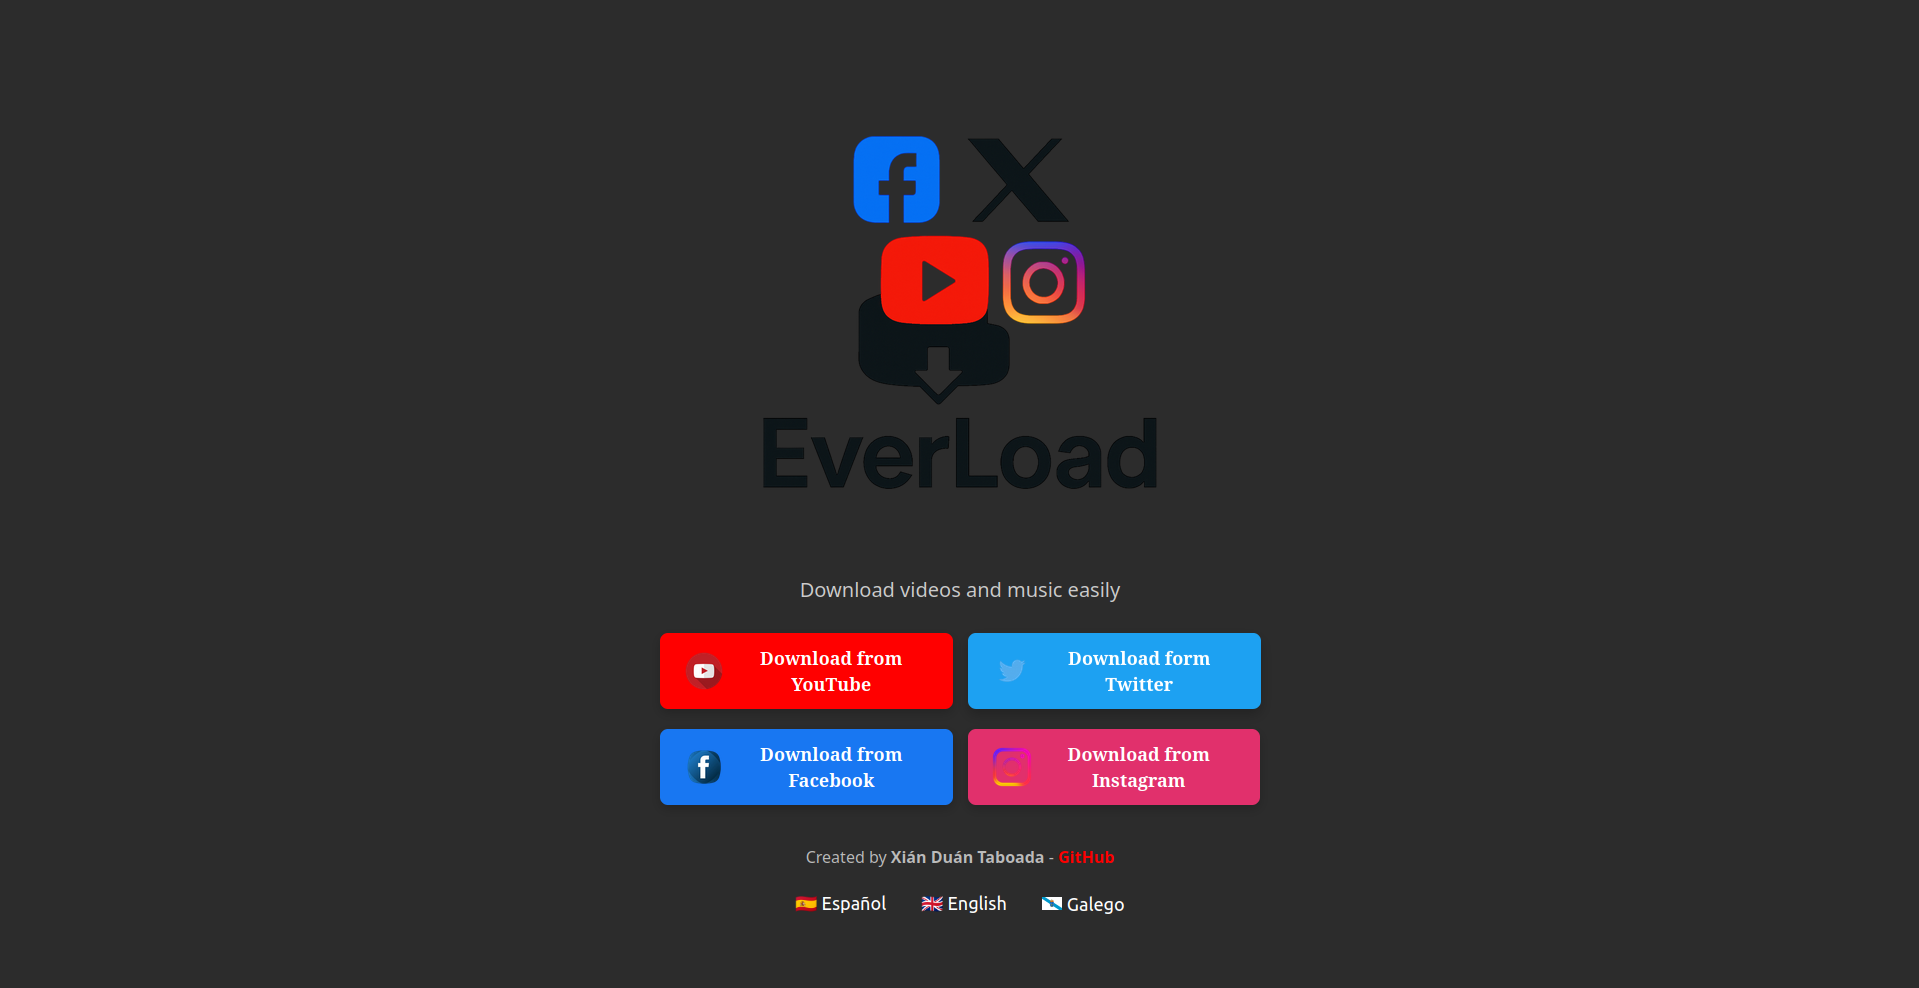 EverLoad
Download videos and music easily
Download from
YouTube
Download form
Twitter
Download from
Facebook
Download from
Instagram
Created by Xián Duán Taboada - GitHub
Español English Galego